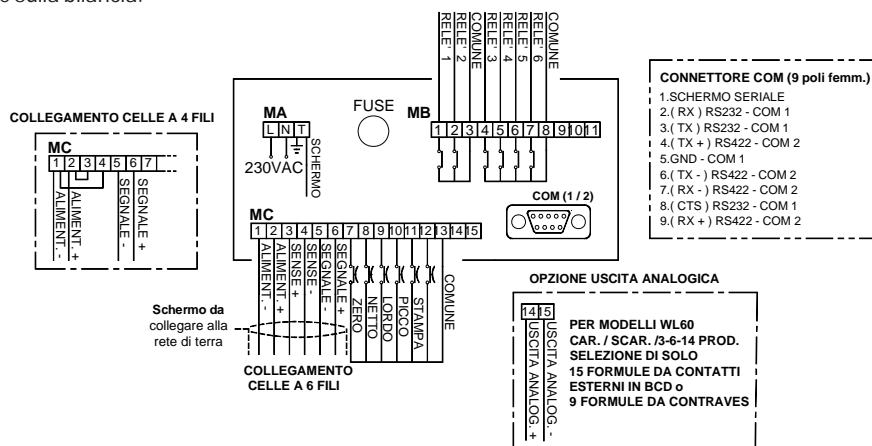 e sulla bilancia.
RELE' 1
RELE' 2
COMUNE
RELE' 3
RELE' 4
RELE' 5
RELE' 6
COMUNE
COLLEGAMENTO CELLE A 4 FILI
MC
1 2 3 4 5 6 7
ALIMENT. -
ALIMENT. +
SEGNALE -
SEGNALE +
MA
L N T
230VAC
SCHERMO
FUSE
MB
1 2 3 4 5 6 7 8 9 10 11
COM (1 / 2)
MC
1 2 3 4 5 6 7 8 9 10 11 12 13 14 15
ALIMENT. -
ALIMENT. +
SENSE +
SENSE -
SEGNALE -
SEGNALE +
ZERO
NETTO
LORDO
PICCO
STAMPA
COMUNE
Schermo da
collegare alla
rete di terra
COLLEGAMENTO
CELLE A 6 FILI
CONNETTORE COM (9 poli femm.)
1.SCHERMO SERIALE
2.( RX ) RS232 - COM 1
3.( TX ) RS232 - COM 1
4.( TX + ) RS422 - COM 2
5.GND - COM 1
6.( TX - ) RS422 - COM 2
7.( RX - ) RS422 - COM 2
8.( CTS ) RS232 - COM 1
9.( RX + ) RS422 - COM 2
OPZIONE USCITA ANALOGICA
14 15
USCITA ANALOG. +
USCITA ANALOG. -
PER MODELLI WL60
CAR. / SCAR. /3-6-14 PROD.
SELEZIONE DI SOLO
15 FORMULE DA CONTATTI
ESTERNI IN BCD o
9 FORMULE DA CONTRAVES